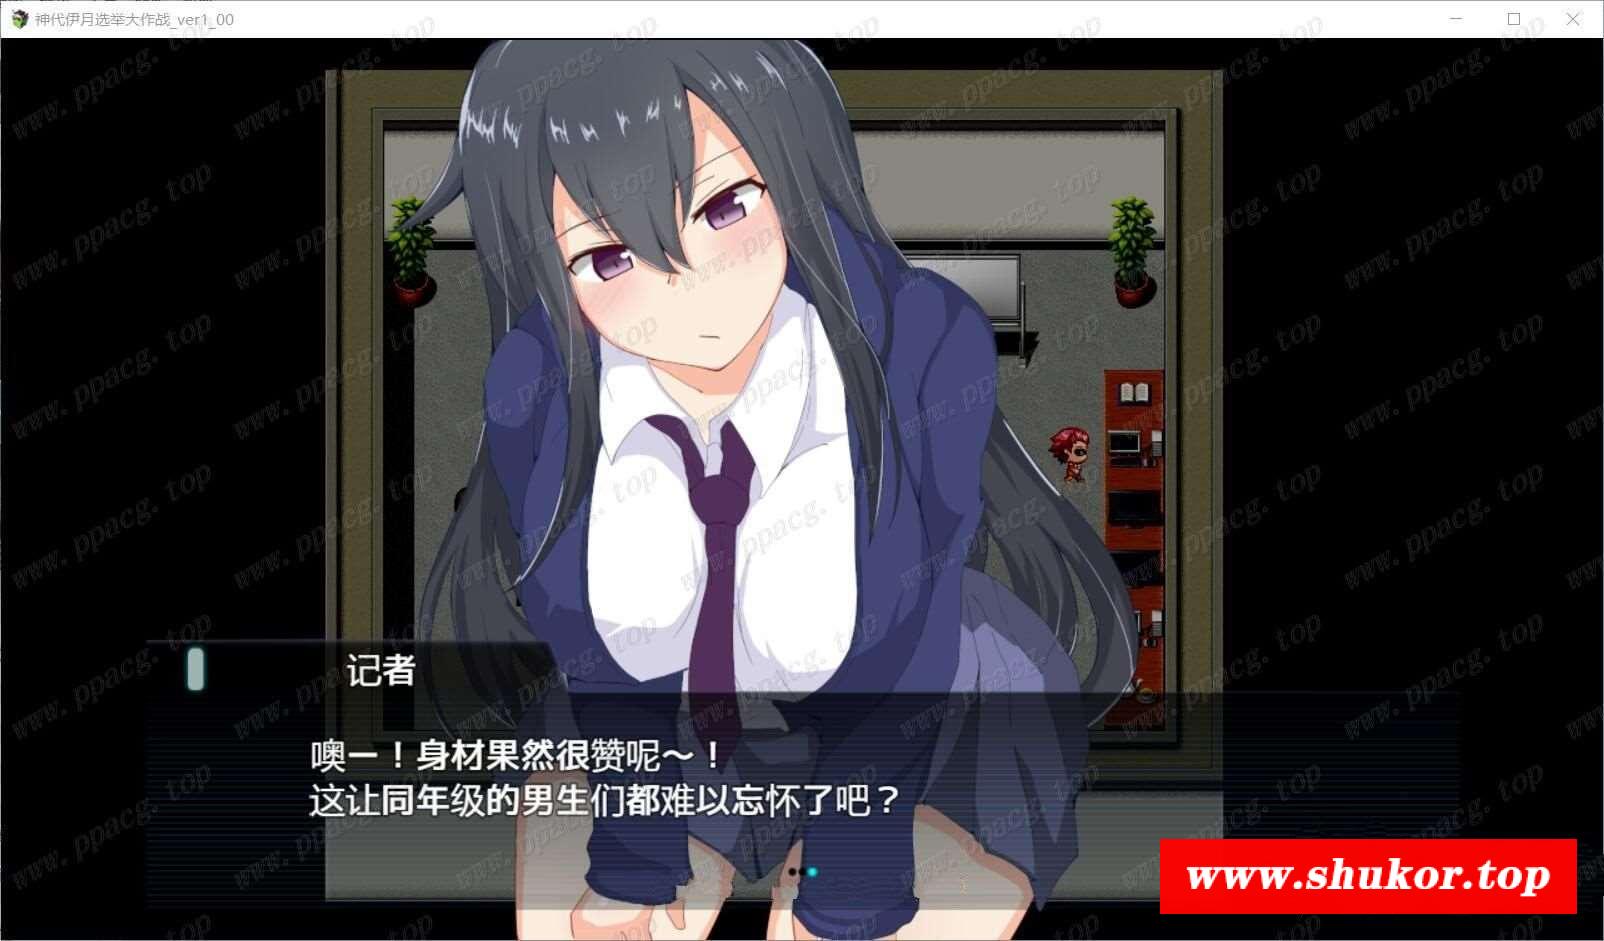 神代伊月选举大作战_ver1_00
记者
噢ー！身材果然很赞呢～！
这让同年级的男生们都难以忘怀了吧？
www.shukor.top
www.ppacg.top